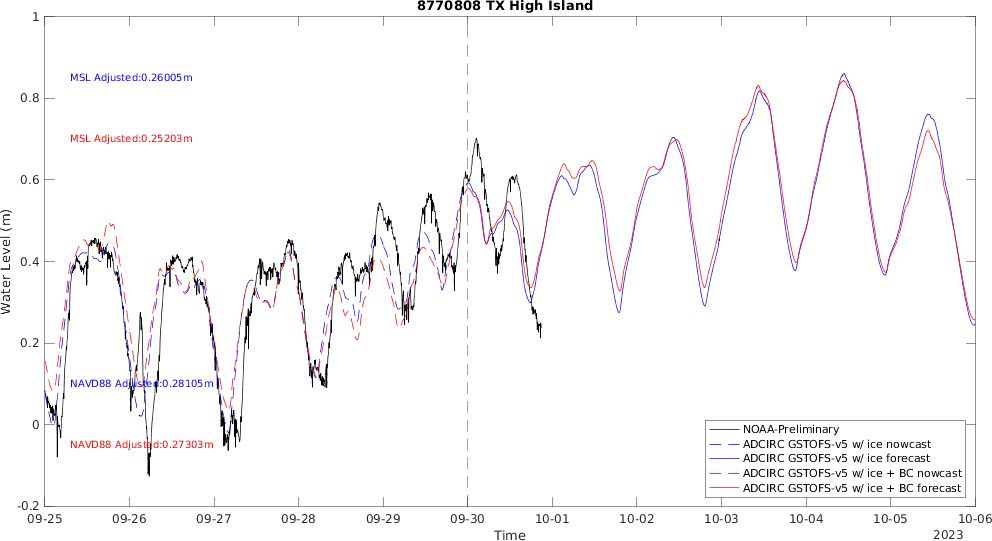 8770808 TX High Island
Water Level (m)
1
0.8
0.6
0.4
0.2
0
-0.2
MSL Adjusted:0.26005m
MSL Adjusted:0.25203m
NAVD88 Adjusted:0.28105m
NAVD88 Adjusted:0.27303m
NOAA-Preliminary
ADCIRC GSTOFS-v5 w/ ice nowcast
ADCIRC GSTOFS-v5 w/ ice forecast
ADCIRC GSTOFS-v5 w/ ice + BC nowcast
ADCIRC GSTOFS-v5 w/ ice + BC forecast
09-25 09-26 09-27 09-28 09-29 09-30 10-01 10-02 10-03 10-04 10-05 10-06
Time
2023